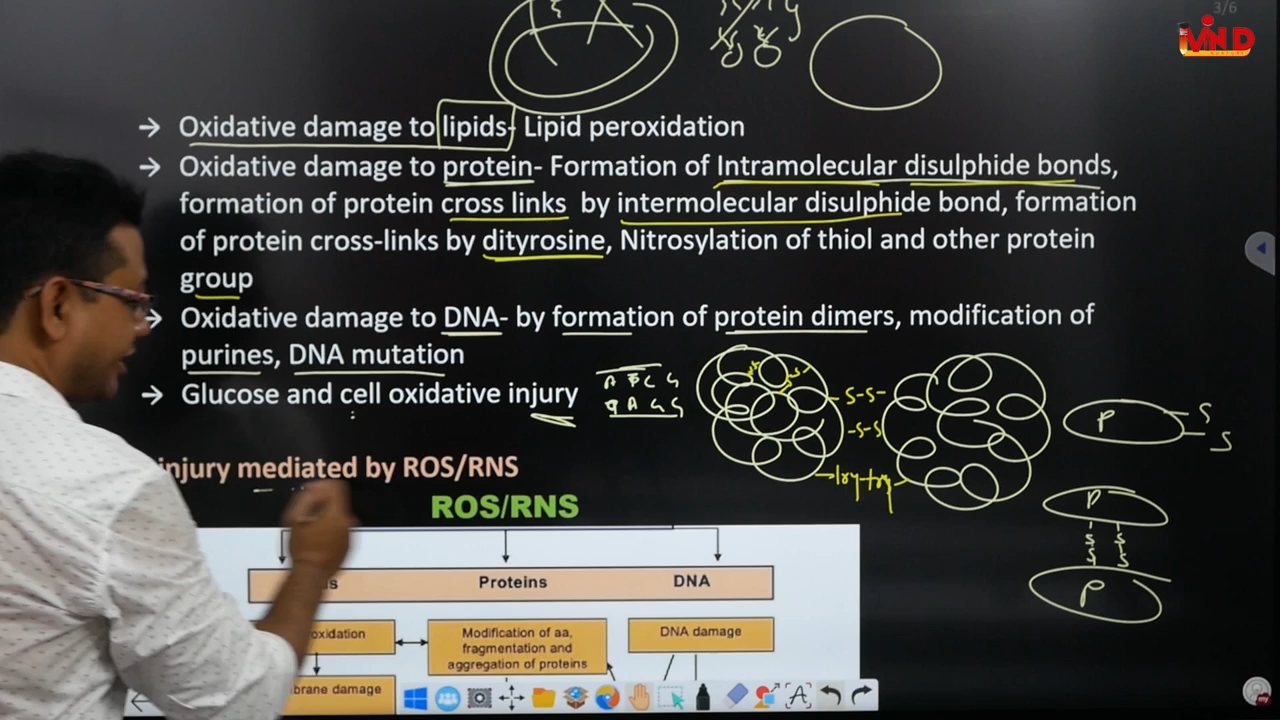 3/6
MIND
→ Oxidative damage to lipids- Lipid peroxidation
→ Oxidative damage to protein- Formation of Intramolecular disulphide bonds,
formation of protein cross links by intermolecular disulphide bond, formation
of protein cross-links by dityrosine, Nitrosylation of thiol and other protein
group
→ Oxidative damage to DNA- by formation of protein dimers, modification of
purines, DNA mutation
→ Glucose and cell oxidative injury
S-S-
-S-S
P
S
S
P
S S
S S
P
injury mediated by ROS/RNS
ROS/RNS
Proteins
DNA
Modification of aa,
fragmentation and
aggregation of proteins
DNA damage
damage